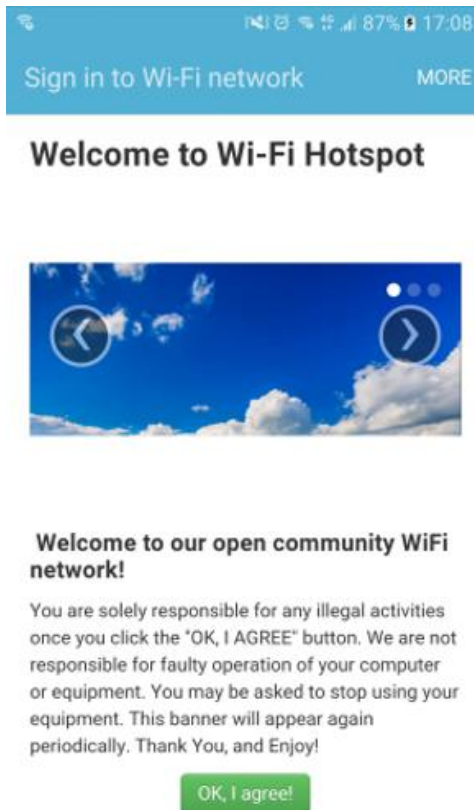 87% 17:08
Sign in to Wi-Fi network MORE
Welcome to Wi-Fi Hotspot
Welcome to our open community WiFi
network!
You are solely responsible for any illegal activities
once you click the "OK, I AGREE" button. We are not
responsible for faulty operation of your computer
or equipment. You may be asked to stop using your
equipment. This banner will appear again
periodically. Thank You, and Enjoy!
OK, I agree!